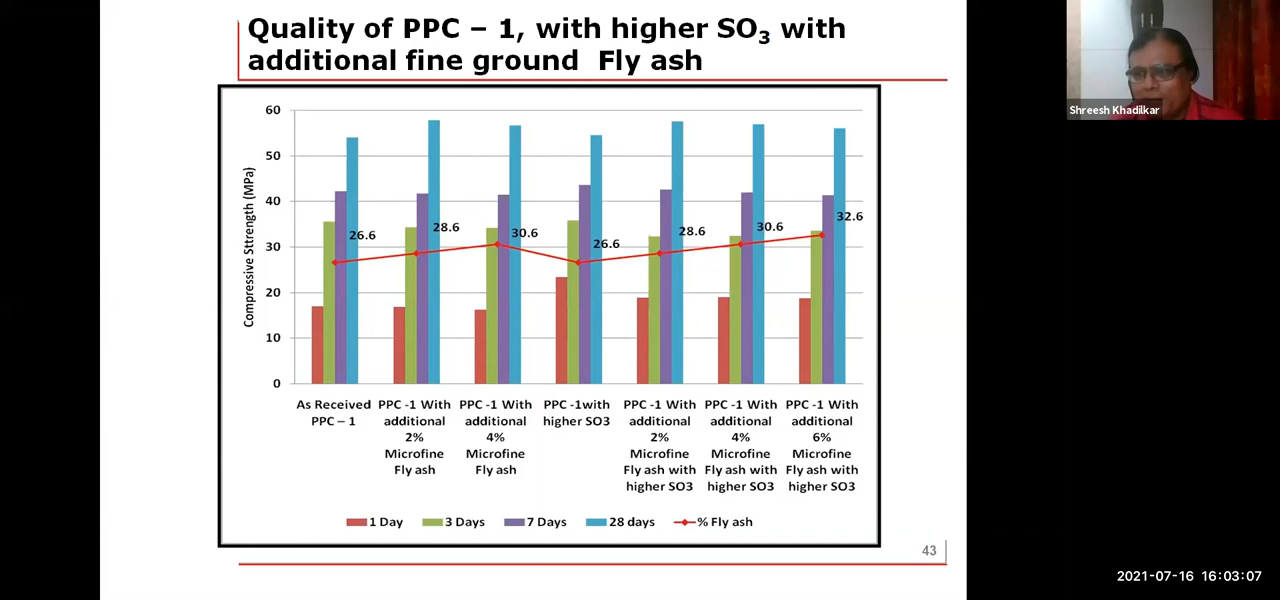 Quality of PPC – 1, with higher SO₃ with
additional fine ground Fly ash
Shreesh Khadilkar
Compressive Sttrength (MPa)
60
50
40
30
20
10
0
26.6
28.6
30.6
26.6
28.6
30.6
32.6
As Received
PPC – 1
PPC -1 With
additional
2%
Microfine
Fly ash
PPC -1 With
additional
4%
Microfine
Fly ash
PPC -1with
higher SO3
PPC -1 With
additional
2%
Microfine
Fly ash with
higher SO3
PPC -1 With
additional
4%
Microfine
Fly ash with
higher SO3
PPC -1 With
additional
6%
Microfine
Fly ash with
higher SO3
1 Day 3 Days 7 Days 28 days % Fly ash
43
2021-07-16 16:03:07